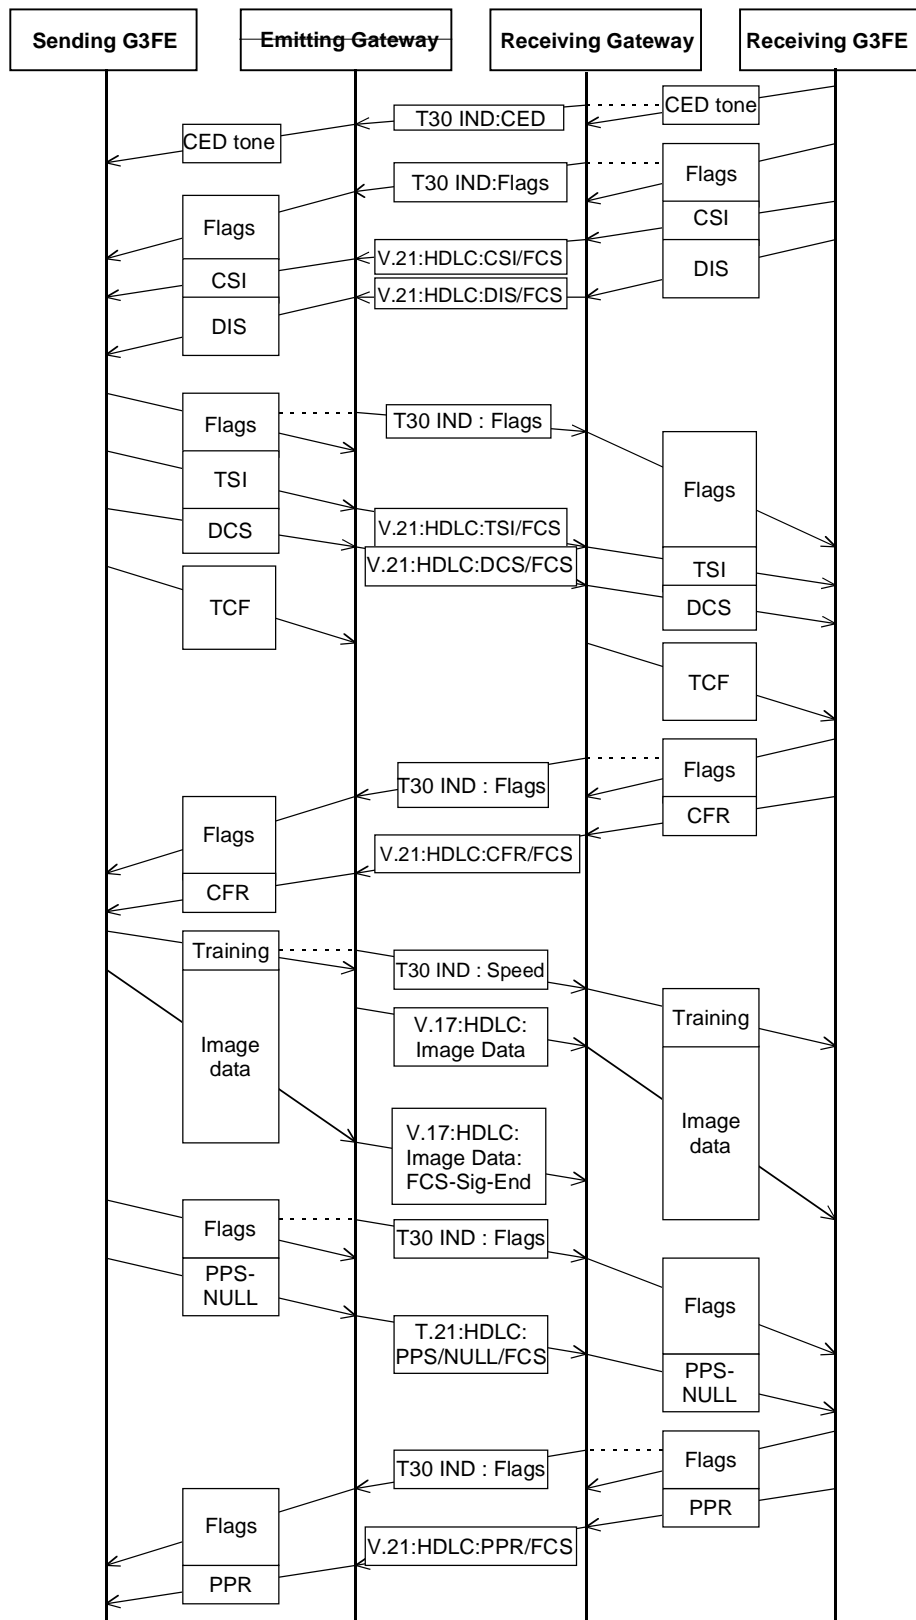 Sending G3FE
Emitting Gateway
Receiving Gateway
Receiving G3FE
CED tone
T30 IND:CED
CED tone
Flags
T30 IND:Flags
Flags
CSI
V.21:HDLC:CSI/FCS
CSI
DIS
V.21:HDLC:DIS/FCS
DIS
Flags
T30 IND : Flags
Flags
TSI
V.21:HDLC:TSI/FCS
TSI
DCS
V.21:HDLC:DCS/FCS
DCS
TCF
TCF
Flags
T30 IND : Flags
Flags
CFR
V.21:HDLC:CFR/FCS
CFR
Training
T30 IND : Speed
Training
Image
data
V.17:HDLC:
Image Data
Image
data
V.17:HDLC:
Image Data:
FCS-Sig-End
Flags
T30 IND : Flags
Flags
PPS-
NULL
T.21:HDLC:
PPS/NULL/FCS
PPS-
NULL
Flags
T30 IND : Flags
Flags
PPR
V.21:HDLC:PPR/FCS
PPR